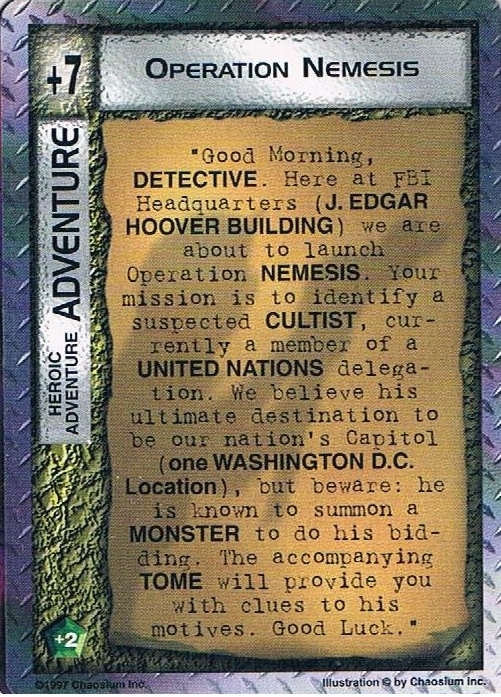 +7
OPERATION NEMESIS
ADVENTURE
HEROIC
ADVENTURE
"Good Morning,
DETECTIVE. Here at FBI
Headquarters (J. EDGAR
HOOVER BUILDING) we are
about to launch
Operation NEMESIS. Your
mission is to identify a
suspected CULTIST, cur-
rently a member of a
UNITED NATIONS delega-
tion. We believe his
ultimate destination to
be our nation's Capitol
(one WASHINGTON D.C.
Location), but beware: he
is known to summon a
MONSTER to do his bid-
ding. The accompanying
TOME will provide you
with clues to his
motives. Good Luck."
+2
©1997 Chaosium Inc.
Illustration © by Chaosium Inc.